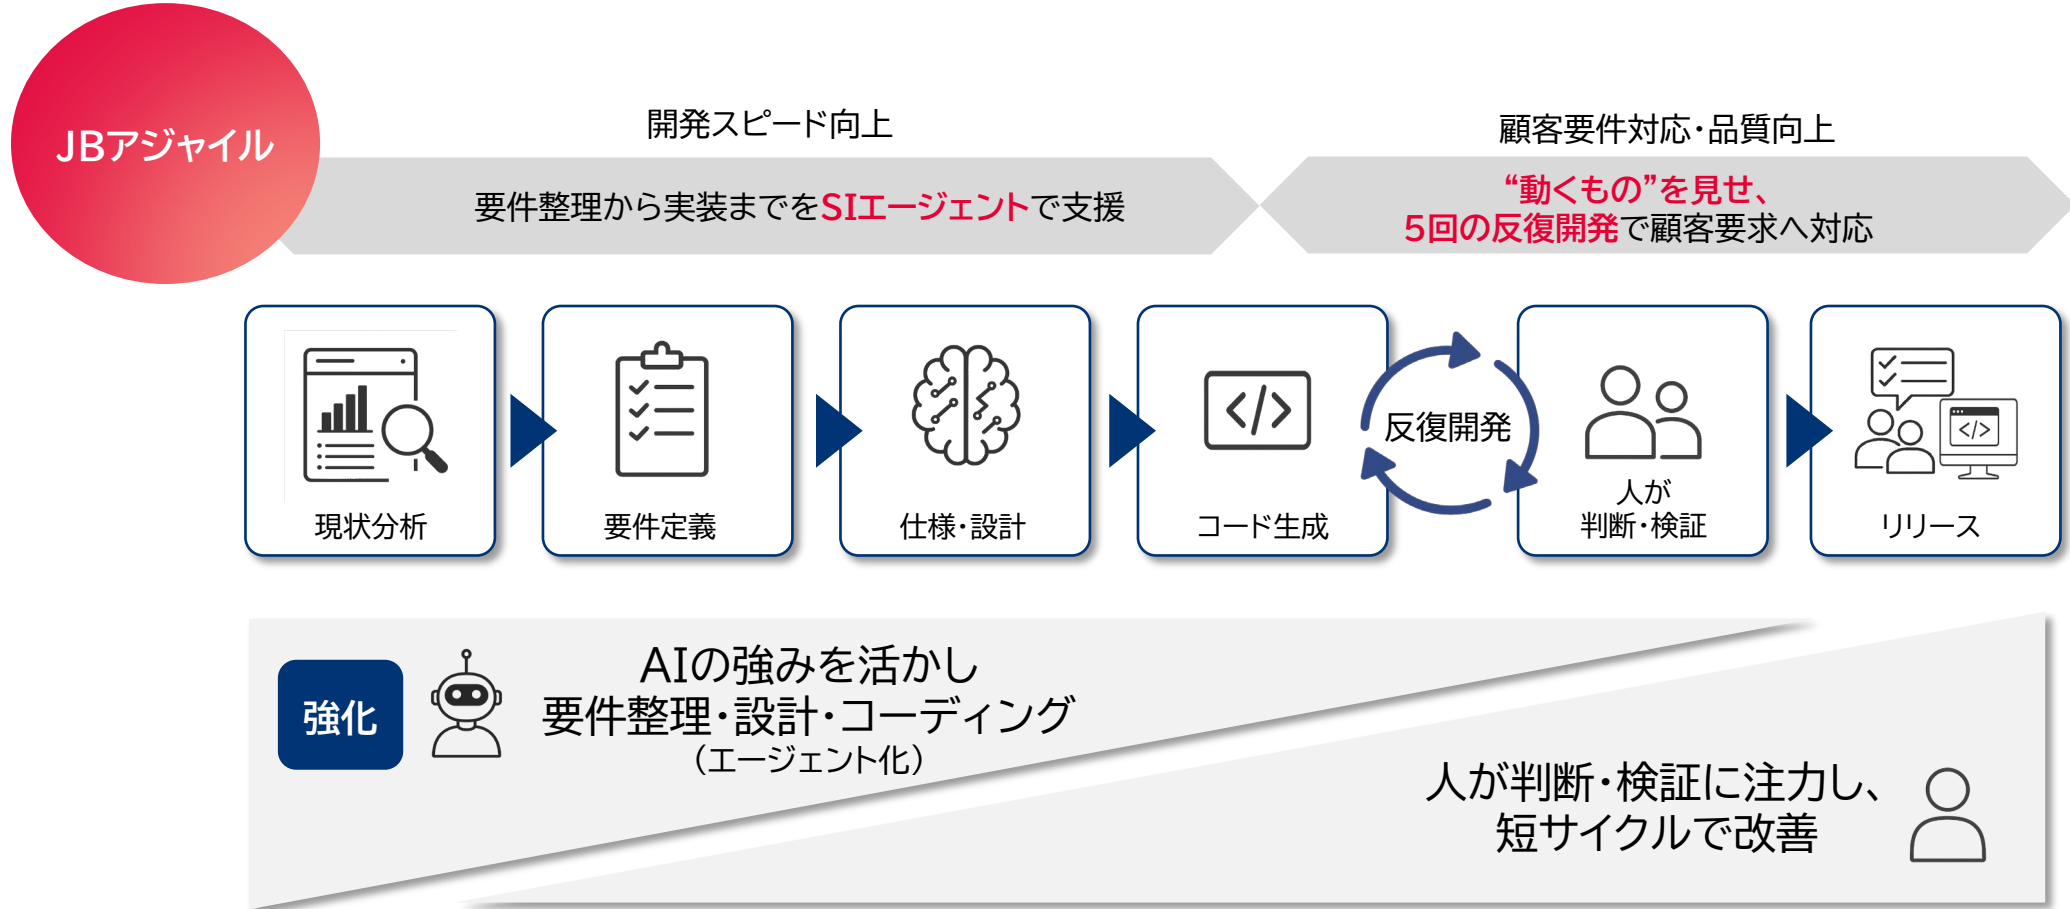 JBアジャイル
開発スピード向上
要件整理から実装までをSIエージェントで支援
顧客要件対応・品質向上
“動くもの”を見せ、
5回の反復開発で顧客要求へ対応
現状分析
要件定義
仕様・設計
コード生成
反復開発
人が
判断・検証
リリース
強化
AIの強みを活かし
要件整理・設計・コーディング
（エージェント化）
人が判断・検証に注力し、
短サイクルで改善